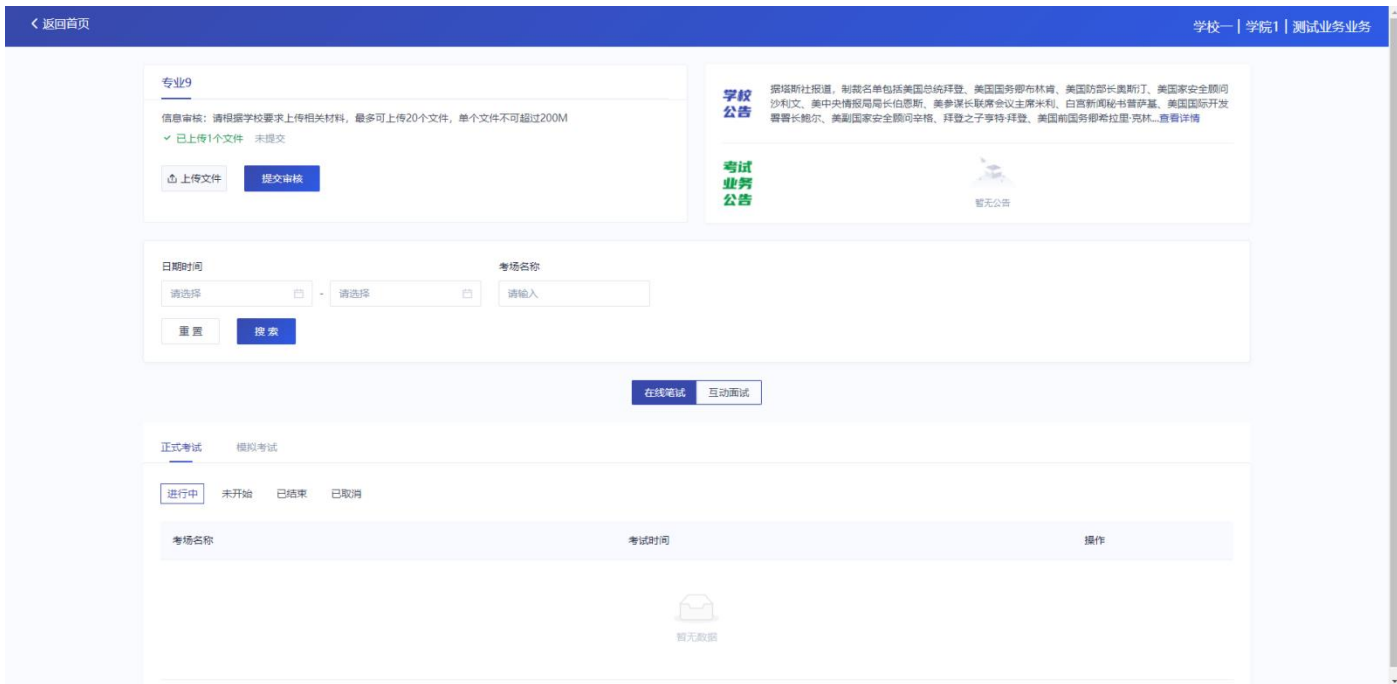 返回首页
学校一 | 学院1 | 测试业务业务
专业9
信息审核：请根据学校要求上传相关材料，最多可上传20个文件，单个文件不可超过200M
已上传1个文件 未提交
上传文件 提交审核
学校
公告
据塔斯社报道，制裁名单包括美国总统拜登、美国国务卿布林肯、美国防部长奥斯汀、美国家安全顾问
沙利文、美中央情报局局长伯恩斯、美参谋长联席会议主席米利、白宫新闻秘书普萨基、美国国际开发
署署长鲍尔、美副国家安全顾问辛格、拜登之子亨特·拜登、美国前国务卿希拉里·克林...查看详情
考试
业务
公告
暂无公告
日期时间 考场名称
请选择 - 请选择 请输入
重置 搜索
在线笔试 互动面试
正式考试 模拟考试
进行中 未开始 已结束 已取消
考场名称 考试时间 操作
暂无数据